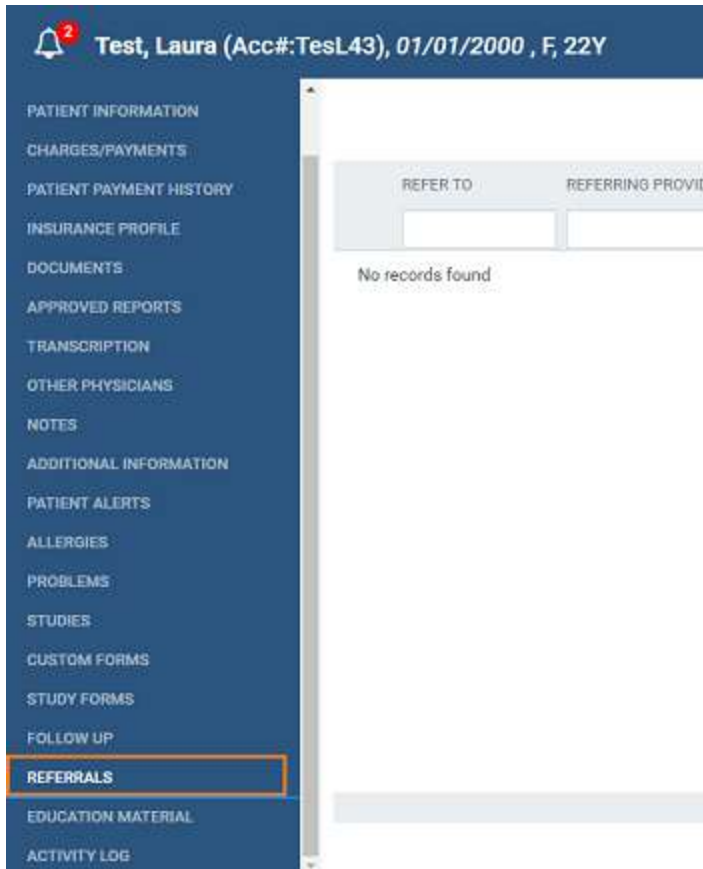 2
Test, Laura (Acc#:TesL43), 01/01/2000 , F, 22Y
PATIENT INFORMATION
CHARGES/PAYMENTS
PATIENT PAYMENT HISTORY
INSURANCE PROFILE
DOCUMENTS
APPROVED REPORTS
TRANSCRIPTION
OTHER PHYSICIANS
NOTES
ADDITIONAL INFORMATION
PATIENT ALERTS
ALLERGIES
PROBLEMS
STUDIES
CUSTOM FORMS
STUDY FORMS
FOLLOW UP
REFERRALS
EDUCATION MATERIAL
ACTIVITY LOG
REFER TO REFERRING PROVID
No records found